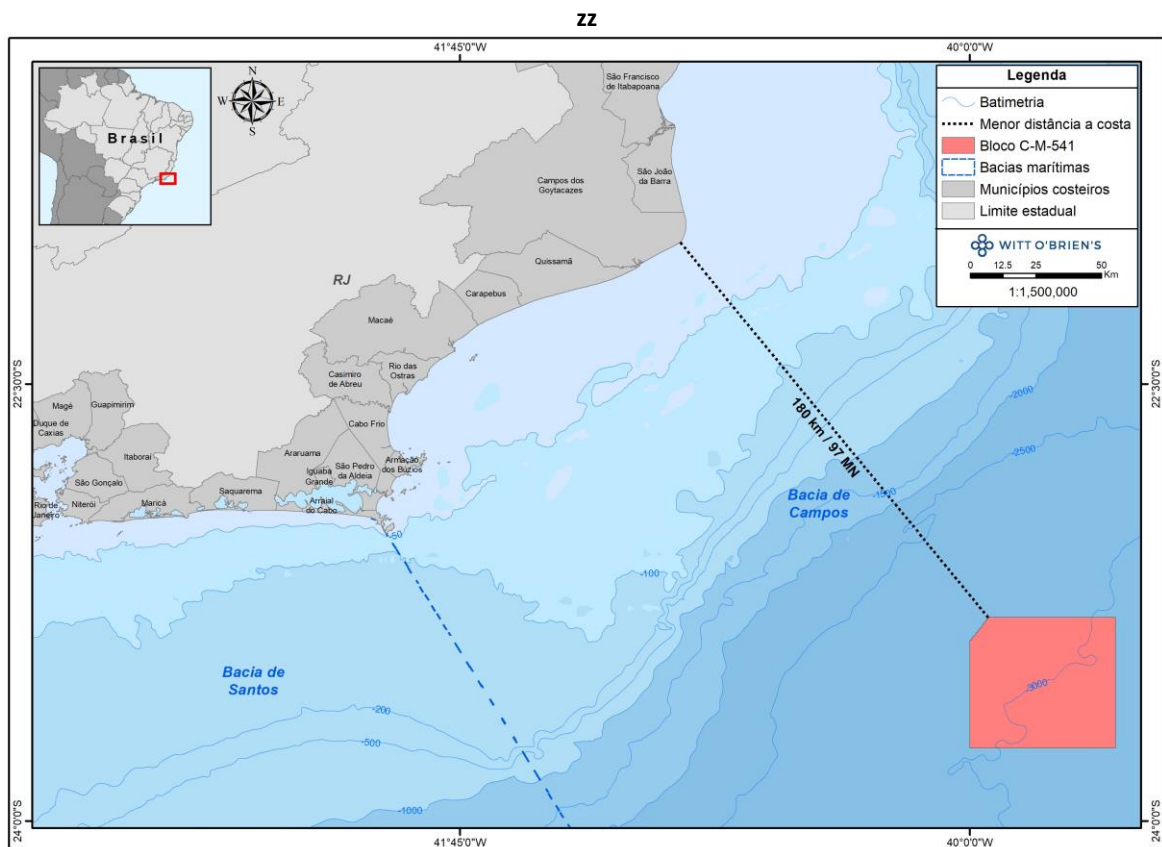 zz
41°45'0"W
40°0'0"W
N
W
E
S
Brasil
São Francisco
de Itabapoana
Campos dos
Goytacazes
São João
da Barra
Quissamã
Carapebus
RJ
Macaé
Rio das
Ostras
Casimiro
de Abreu
Cabo Frio
Magé
Guapimirim
Duque de
Caxias
Itaboraí
Araruama
Armação
dos Búzios
Iguaba
Grande
São Pedro
da Aldeia
São Gonçalo
Saquarema
Maricá
Niterói
Arraial
do Cabo
Rio de
Janeiro
22°30'0"S
22°30'0"S
180 km / 97 MN
-2000
-2500
Bacia de
Campos
-50
-100
Bacia de
Santos
-200
-500
-1000
-3000
24°0'0"S
24°0'0"S
41°45'0"W
40°0'0"W
Legenda
Batimetria
Menor distância a costa
Bloco C-M-541
Bacias marítimas
Municípios costeiros
Limite estadual
WITT O'BRIEN'S
0 12.5 25 50
Km
1:1,500,000